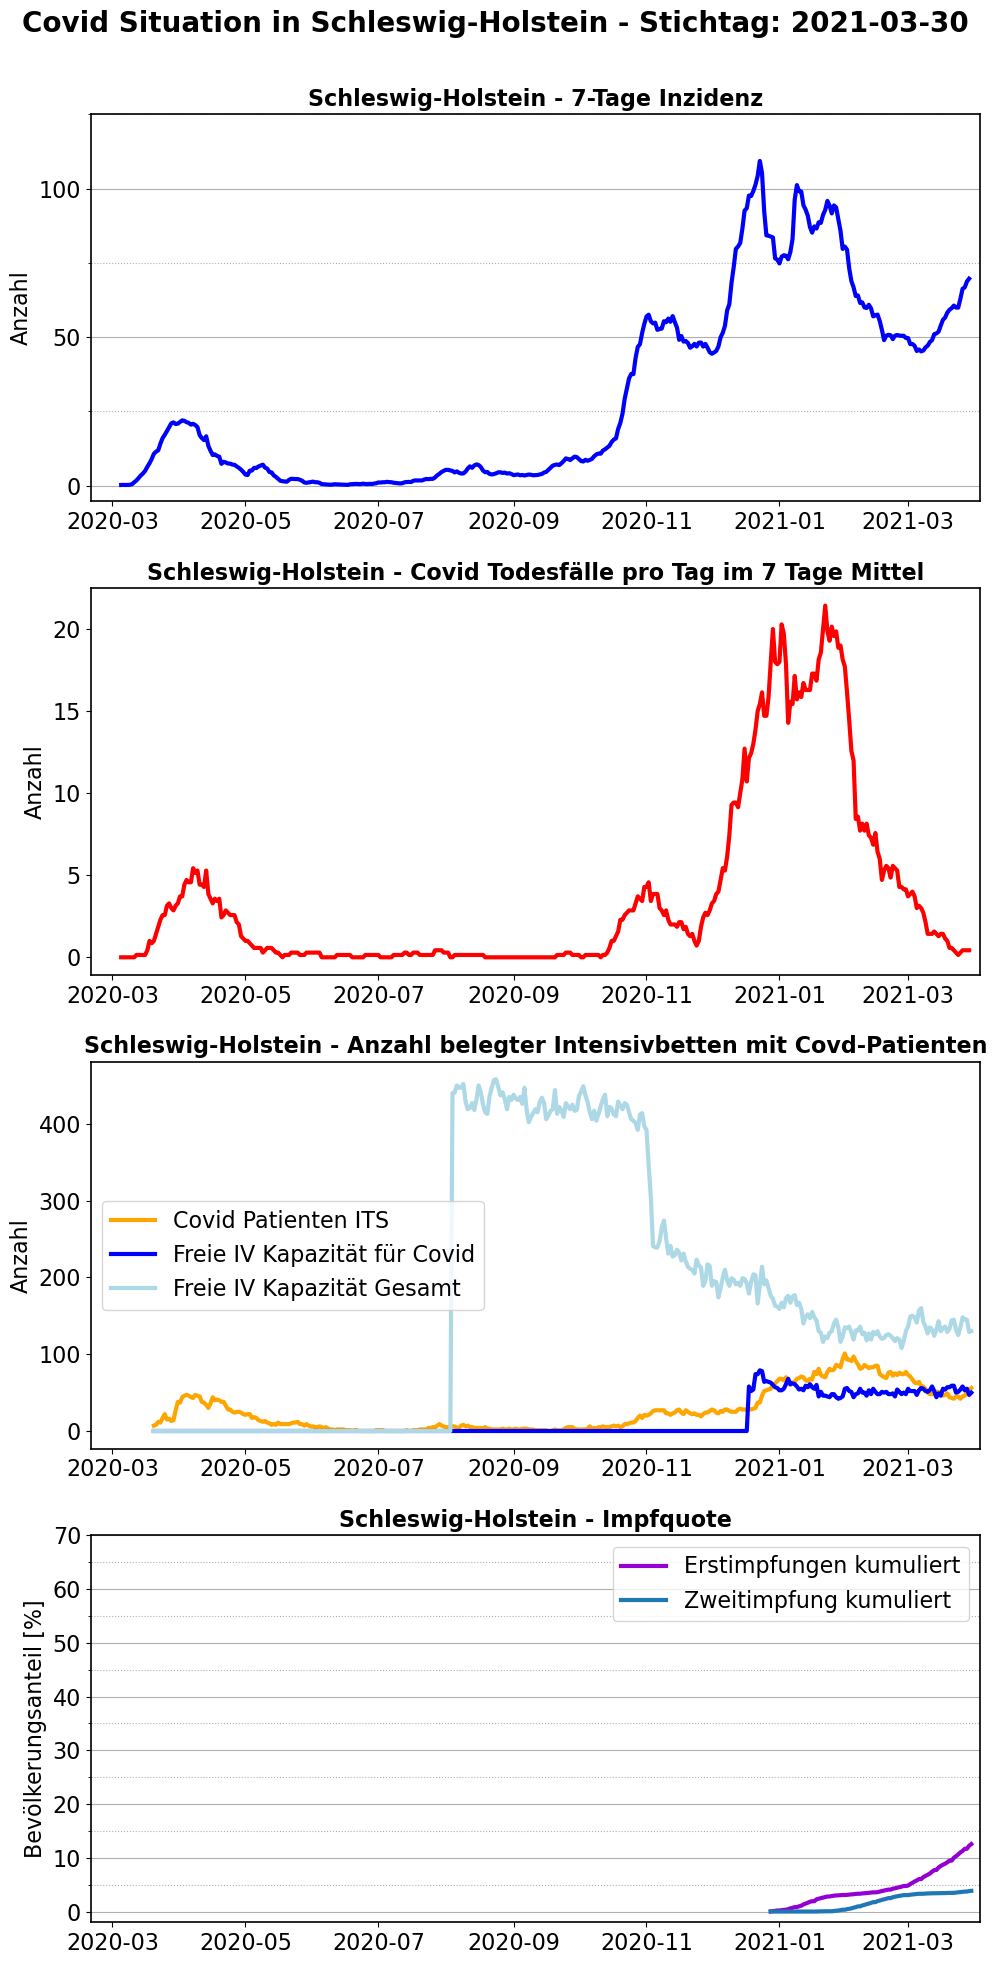 Covid Situation in Schleswig-Holstein - Stichtag: 2021-03-30
Schleswig-Holstein - 7-Tage Inzidenz
Anzahl
100
50
0
2020-03 2020-05 2020-07 2020-09 2020-11 2021-01 2021-03
Schleswig-Holstein - Covid Todesfälle pro Tag im 7 Tage Mittel
Anzahl
20
15
10
5
0
2020-03 2020-05 2020-07 2020-09 2020-11 2021-01 2021-03
Schleswig-Holstein - Anzahl belegter Intensivbetten mit Covd-Patienten
Anzahl
400
300
200
100
0
Covid Patienten ITS
Freie IV Kapazität für Covid
Freie IV Kapazität Gesamt
2020-03 2020-05 2020-07 2020-09 2020-11 2021-01 2021-03
Schleswig-Holstein - Impfquote
Bevölkerungsanteil [%]
70
60
50
40
30
20
10
0
Erstimpfungen kumuliert
Zweitimpfung kumuliert
2020-03 2020-05 2020-07 2020-09 2020-11 2021-01 2021-03